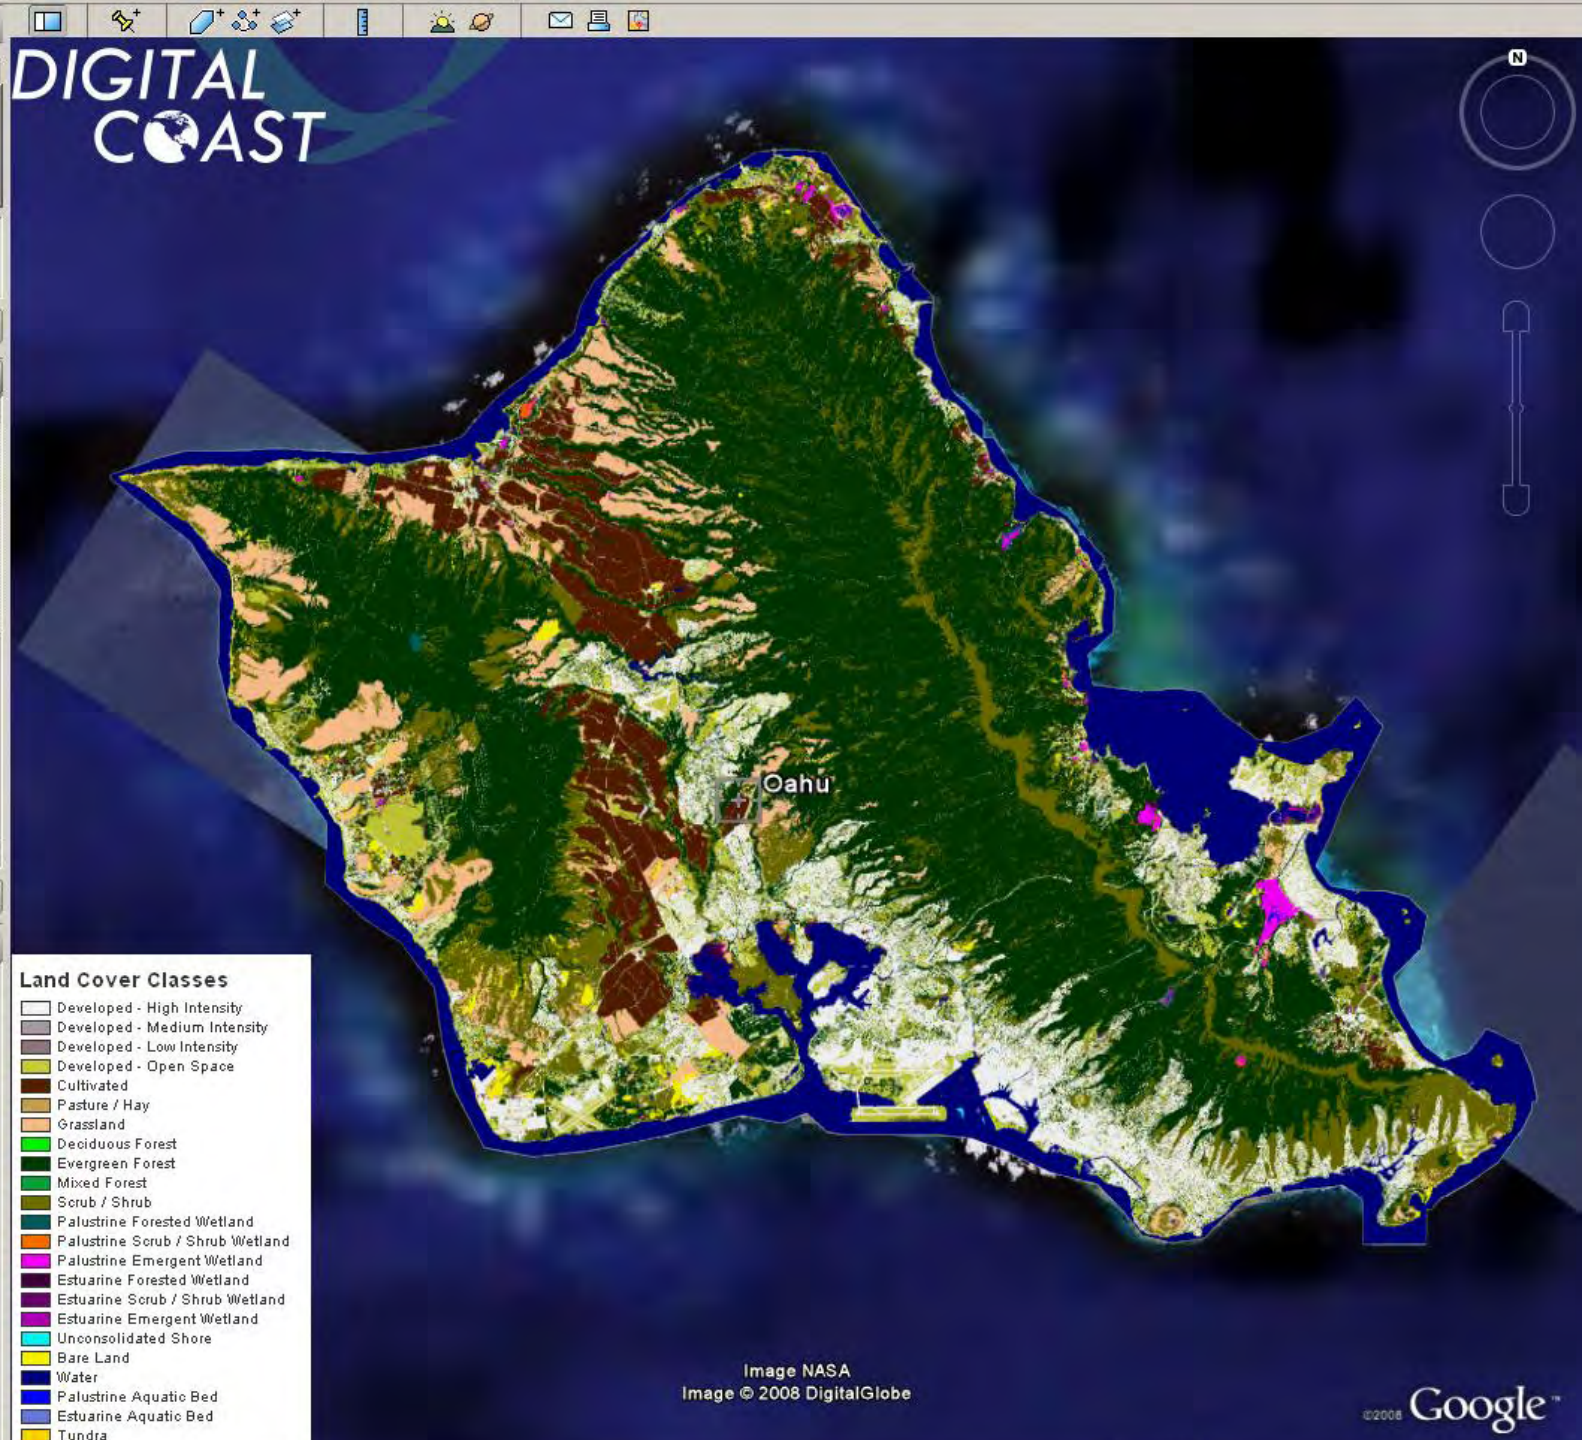 DIGITAL
COAST
N
Oahu
Land Cover Classes
Developed - High Intensity
Developed - Medium Intensity
Developed - Low Intensity
Developed - Open Space
Cultivated
Pasture / Hay
Grassland
Deciduous Forest
Evergreen Forest
Mixed Forest
Scrub / Shrub
Palustrine Forested Wetland
Palustrine Scrub / Shrub Wetland
Palustrine Emergent Wetland
Estuarine Forested Wetland
Estuarine Scrub / Shrub Wetland
Estuarine Emergent Wetland
Unconsolidated Shore
Bare Land
Water
Palustrine Aquatic Bed
Estuarine Aquatic Bed
Tundra
Image NASA
Image © 2008 DigitalGlobe
©2008 Google™